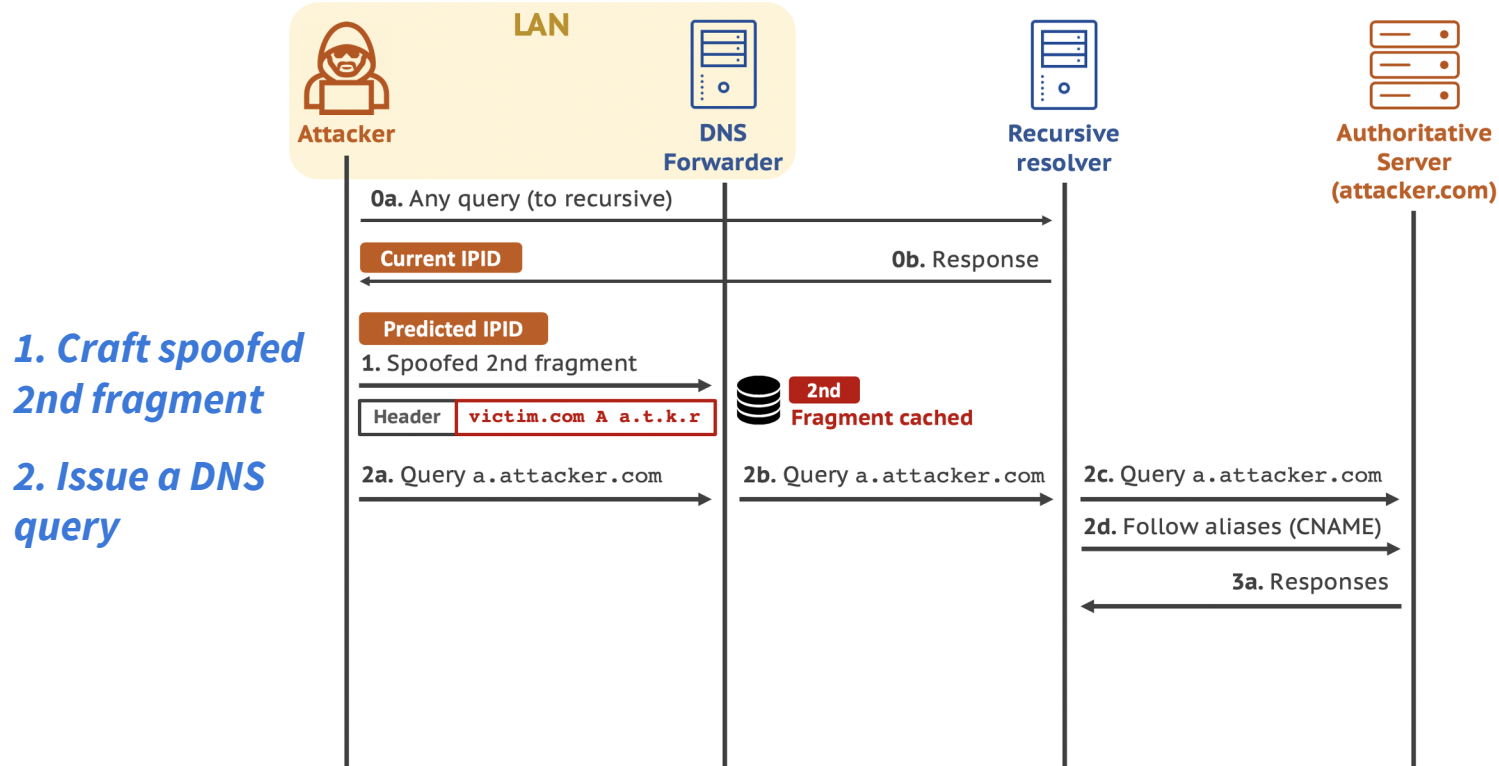 LAN
Attacker
DNS
Forwarder
Recursive
resolver
Authoritative
Server
(attacker.com)
0a. Any query (to recursive)
Current IPID
0b. Response
Predicted IPID
1. Craft spoofed
2nd fragment
1. Spoofed 2nd fragment
Header
victim.com A a.t.k.r
2nd
Fragment cached
2. Issue a DNS
query
2a. Query a.attacker.com
2b. Query a.attacker.com
2c. Query a.attacker.com
2d. Follow aliases (CNAME)
3a. Responses